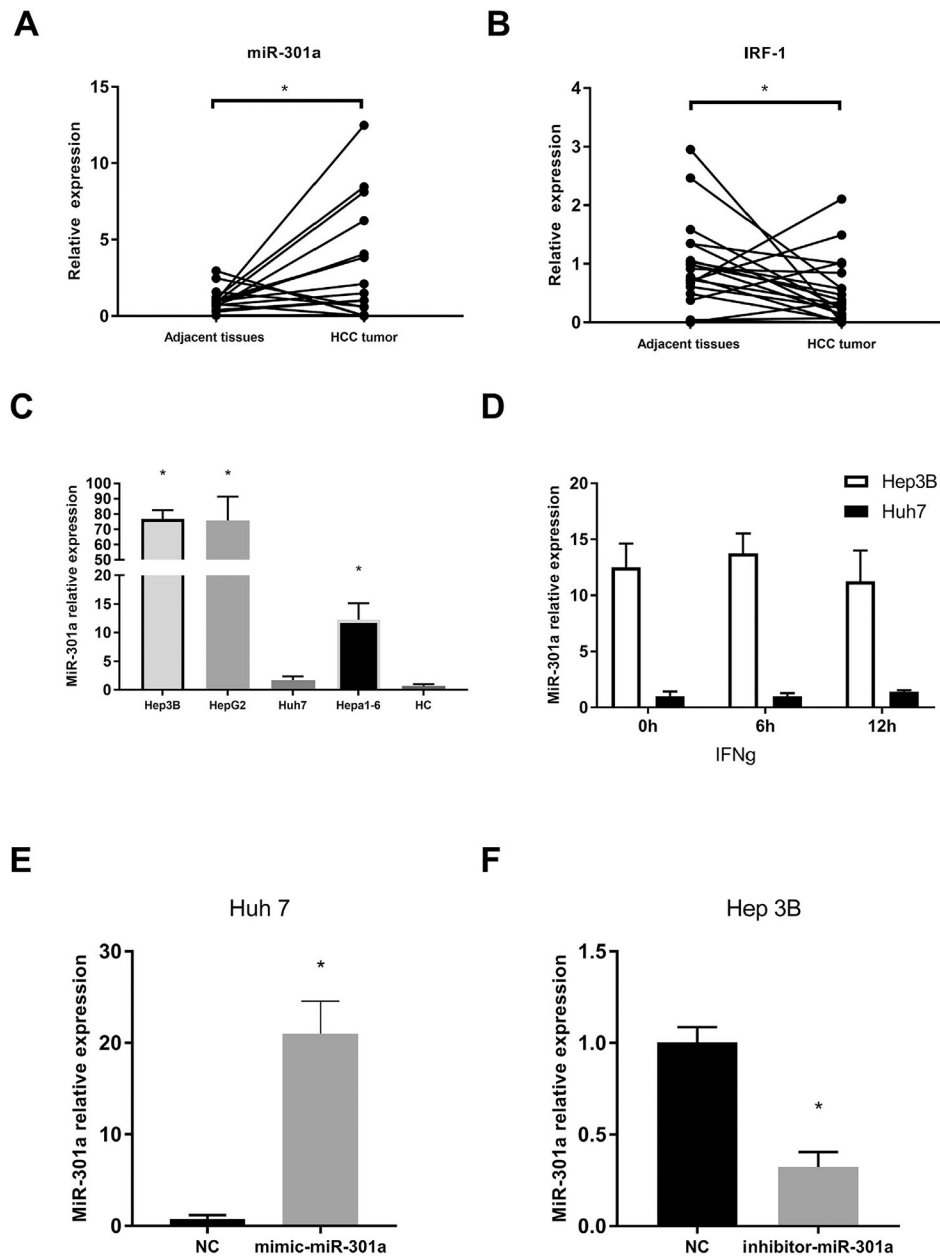 A
miR-301a
*
Relative expression
15
10
5
0
Adjacent tissues
HCC tumor
B
IRF-1
*
Relative expression
4
3
2
1
0
Adjacent tissues
HCC tumor
C
* *
*
MiR-301a relative expression
100
90
80
70
60
50
20
15
10
5
0
Hep3B
HepG2
Huh7
Hepa1-6
HC
D
Hep3B
Huh7
MiR-301a relative expression
20
15
10
5
0
0h
6h
12h
IFNg
E
Huh 7
*
MiR-301a relative expression
30
20
10
0
NC
mimic-miR-301a
F
Hep 3B
*
MiR-301a relative expression
1.5
1.0
0.5
0.0
NC
inhibitor-miR-301a